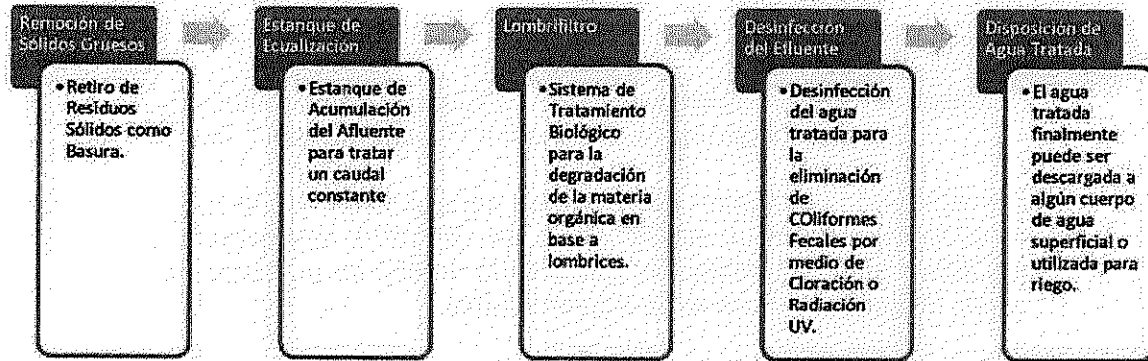 Remoción de
Sólidos Gruesos
• Retiro de
Residuos
Sólidos como
Basura.
Estanque de
Ecualización
• Estanque de
Acumulación
del Afluente
para tratar
un caudal
constante
Lombrifiltro
• Sistema de
Tratamiento
Biológico
para la
degradación
de la materia
orgánica en
base a
lombrices.
Desinfección
del Efluente
• Desinfección
del agua
tratada para
la
eliminación
de
COliformes
Fecales por
medio de
Cloración o
Radiación
UV.
Disposición de
Agua Tratada
• El agua
tratada
finalmente
puede ser
descargada a
algún cuerpo
de agua
superficial o
utilizada para
riego.